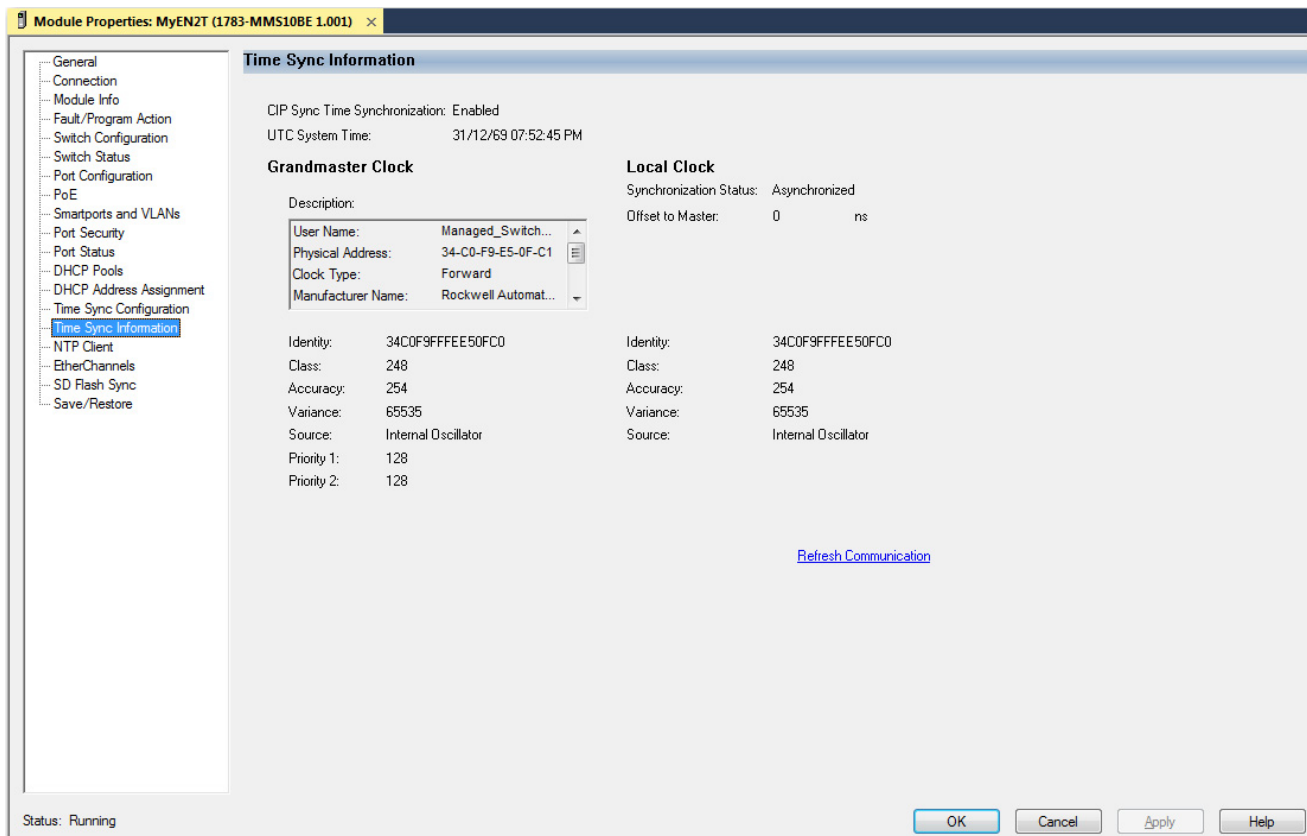 Module Properties: MyEN2T (1783-MMS10BE 1.001) ×
General
Connection
Module Info
Fault/Program Action
Switch Configuration
Switch Status
Port Configuration
PoE
Smartports and VLANs
Port Security
Port Status
DHCP Pools
DHCP Address Assignment
Time Sync Configuration
Time Sync Information
NTP Client
EtherChannels
SD Flash Sync
Save/Restore
Time Sync Information
CIP Sync Time Synchronization: Enabled
UTC System Time: 31/12/69 07:52:45 PM
Grandmaster Clock
Description:
User Name: Managed_Switch...
Physical Address: 34-C0-F9-E5-0F-C1
Clock Type: Forward
Manufacturer Name: Rockwell Automat...
Identity: 34C0F9FFFEE50FC0
Class: 248
Accuracy: 254
Variance: 65535
Source: Internal Oscillator
Priority 1: 128
Priority 2: 128
Local Clock
Synchronization Status: Asynchronized
Offset to Master: 0 ns
Identity: 34C0F9FFFEE50FC0
Class: 248
Accuracy: 254
Variance: 65535
Source: Internal Oscillator
Refresh Communication
Status: Running
OK Cancel Apply Help